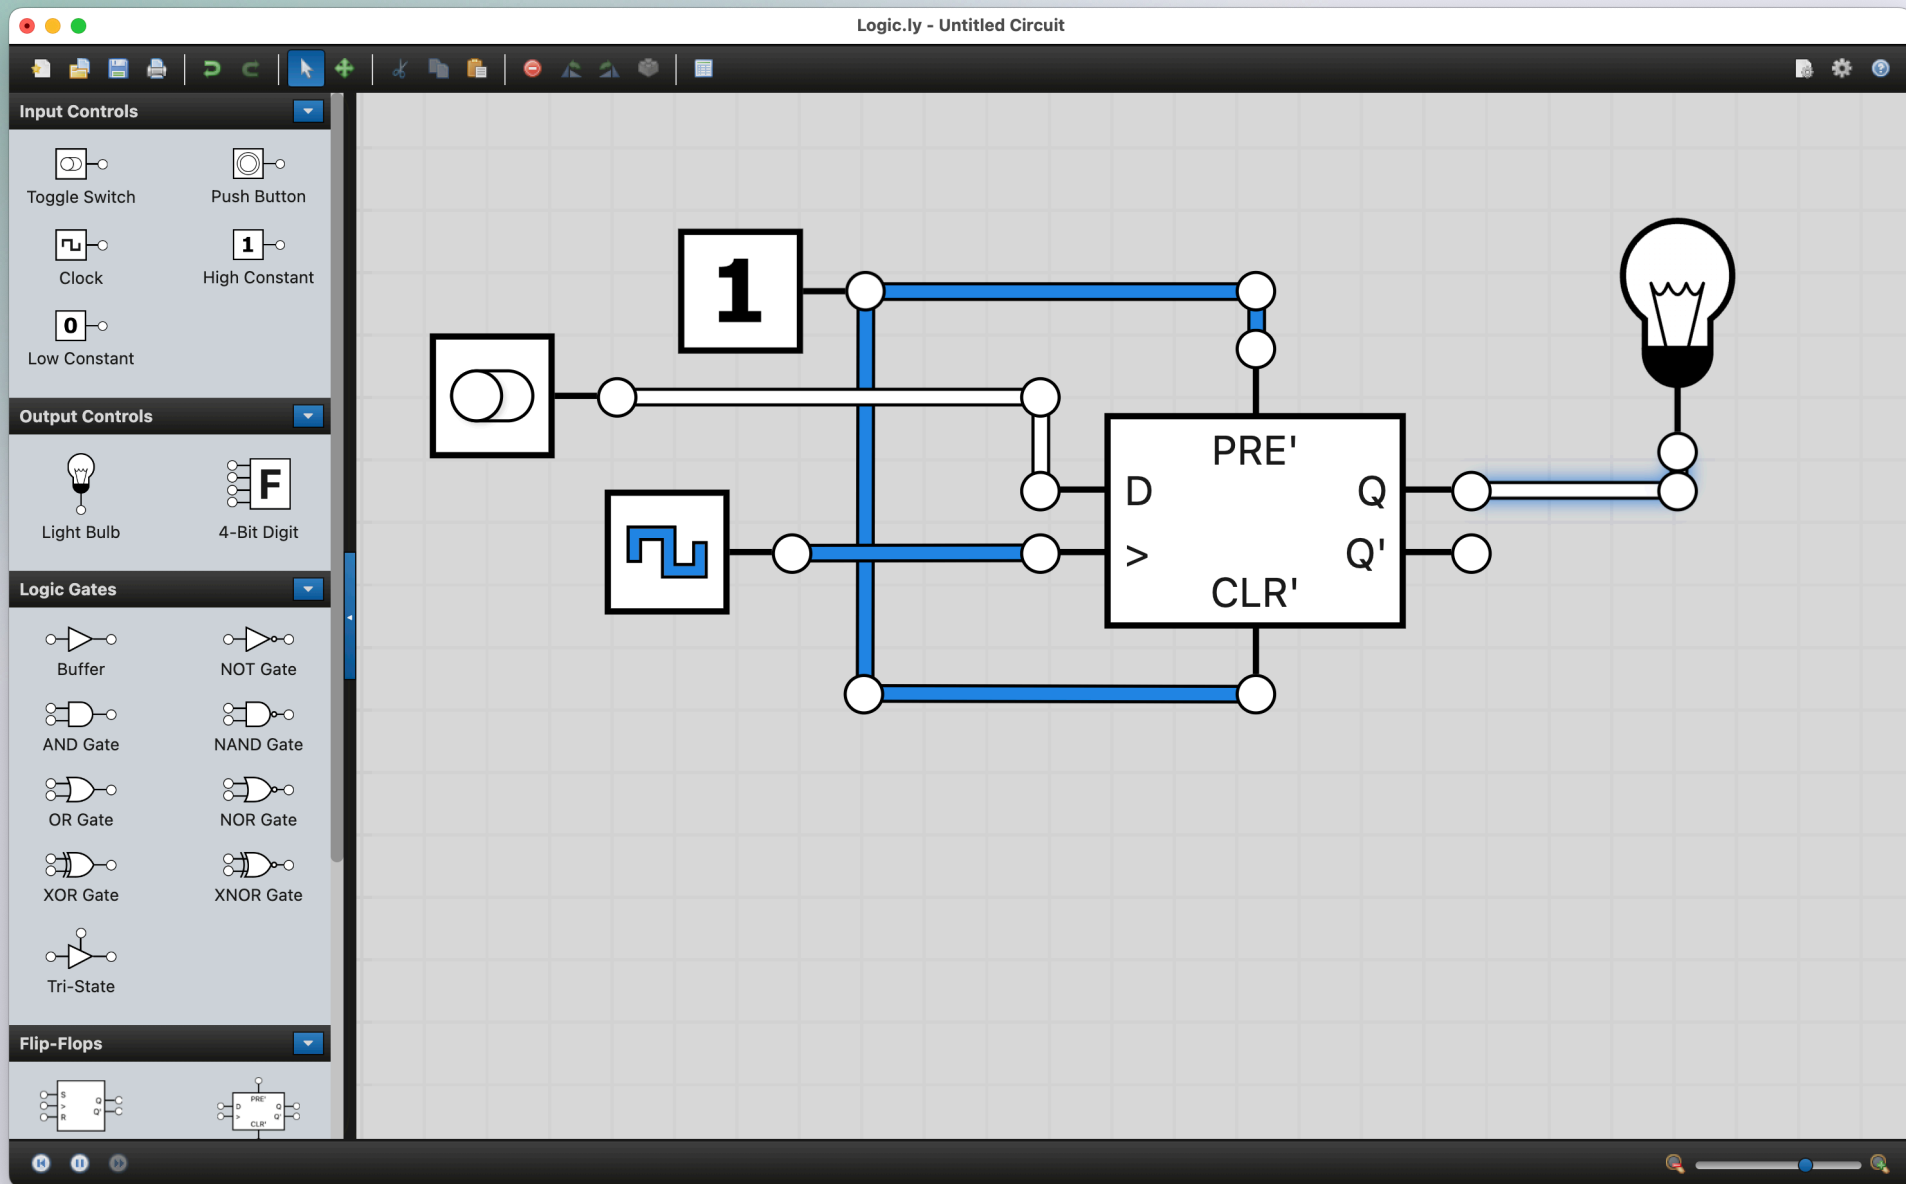 Logic.ly - Untitled Circuit
Input Controls
Toggle Switch
Push Button
Clock
1
High Constant
0
Low Constant
Output Controls
Light Bulb
F
4-Bit Digit
Logic Gates
Buffer
NOT Gate
AND Gate
NAND Gate
OR Gate
NOR Gate
XOR Gate
XNOR Gate
Tri-State
Flip-Flops
S Q
>
R Q'
PRE'
D Q
> Q'
CLR'
1
PRE'
D Q
> Q'
CLR'